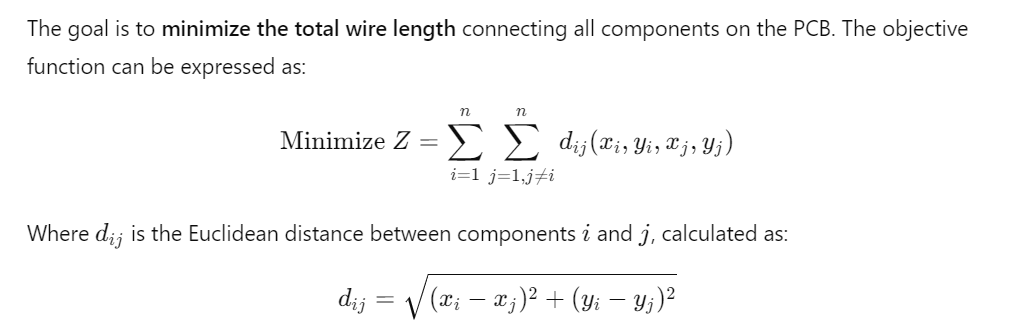 The goal is to minimize the total wire length connecting all components on the PCB. The objective
function can be expressed as:
Minimize Z = \sum_{i=1}^{n} \sum_{j=1, j \neq i}^{n} d_{ij}(x_i, y_i, x_j, y_j)
Where d_{ij} is the Euclidean distance between components i and j, calculated as:
d_{ij} = \sqrt{(x_i - x_j)^2 + (y_i - y_j)^2}